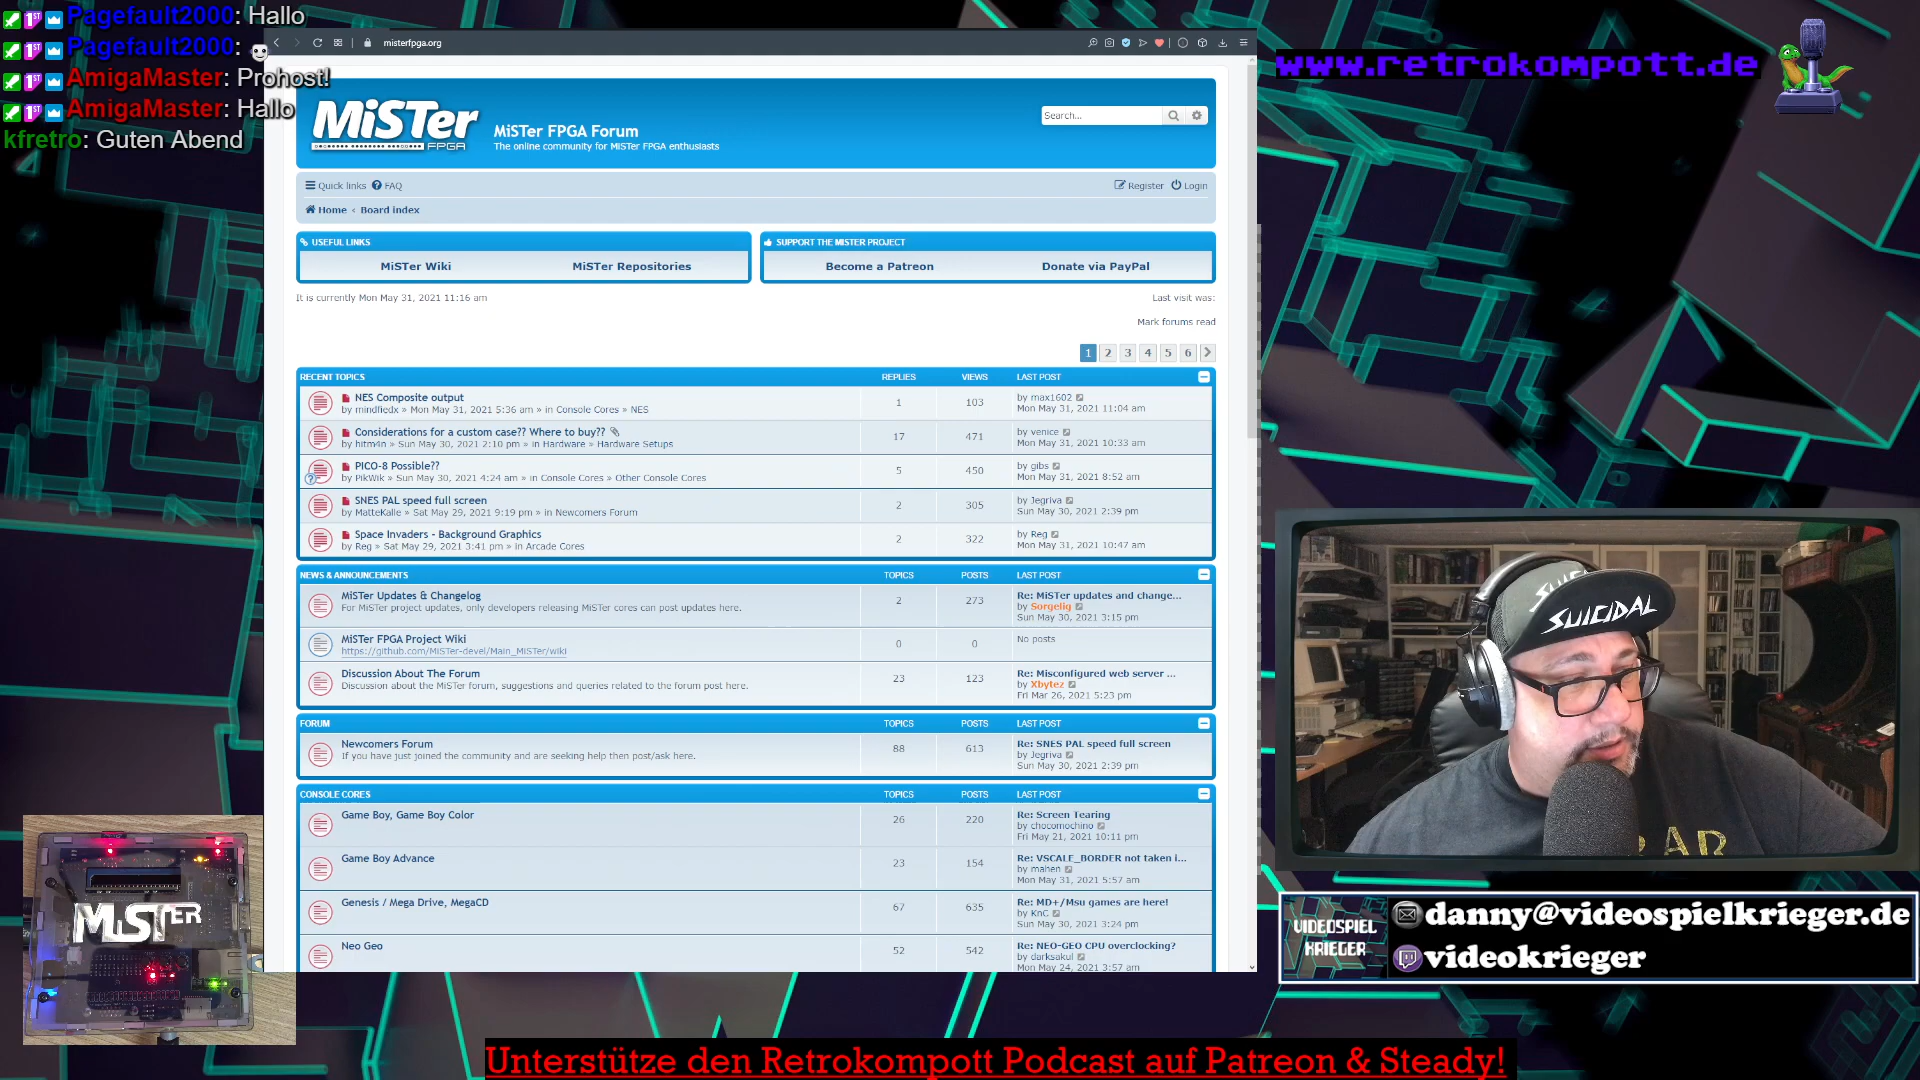 Pagefault2000: Hallo
Pagefault2000:
AmigaMaster: Prohost!
AmigaMaster: Hallo
kfretro: Guten Abend
misterfpga.org
MiSTer
FPGA
MiSTer FPGA Forum
The online community for MiSTer FPGA enthusiasts
Search...
Quick links FAQ
Register Login
Home ‹ Board index
USEFUL LINKS
MiSTer Wiki MiSTer Repositories
SUPPORT THE MISTER PROJECT
Become a Patreon Donate via PayPal
It is currently Mon May 31, 2021 11:16 am
Last visit was:
Mark forums read
1 2 3 4 5 6
RECENT TOPICS REPLIES VIEWS LAST POST
NES Composite output
by mindfiedx » Mon May 31, 2021 5:36 am » in Console Cores » NES
1 103
by max1602
Mon May 31, 2021 11:04 am
Considerations for a custom case?? Where to buy??
by hitm4n » Sun May 30, 2021 2:10 pm » in Hardware » Hardware Setups
17 471
by venice
Mon May 31, 2021 10:33 am
PICO-8 Possible??
by PikWik » Sun May 30, 2021 4:24 am » in Console Cores » Other Console Cores
5 450
by gibs
Mon May 31, 2021 8:52 am
SNES PAL speed full screen
by MatteKalle » Sat May 29, 2021 9:19 pm » in Newcomers Forum
2 305
by Jegriva
Sun May 30, 2021 2:39 pm
Space Invaders - Background Graphics
by Reg » Sat May 29, 2021 3:41 pm » in Arcade Cores
2 322
by Reg
Mon May 31, 2021 10:47 am
NEWS & ANNOUNCEMENTS TOPICS POSTS LAST POST
MiSTer Updates & Changelog
For MiSTer project updates, only developers releasing MiSTer cores can post updates here.
2 273
Re: MiSTer updates and change...
by Sorgelig
Sun May 30, 2021 3:15 pm
MiSTer FPGA Project Wiki
https://github.com/MiSTer-devel/Main_MiSTer/wiki
0 0
No posts
Discussion About The Forum
Discussion about the MiSTer forum, suggestions and queries related to the forum post here.
23 123
Re: Misconfigured web server ...
by Xbytez
Fri Mar 26, 2021 5:23 pm
FORUM TOPICS POSTS LAST POST
Newcomers Forum
If you have just joined the community and are seeking help then post/ask here.
88 613
Re: SNES PAL speed full screen
by Jegriva
Sun May 30, 2021 2:39 pm
CONSOLE CORES TOPICS POSTS LAST POST
Game Boy, Game Boy Color
26 220
Re: Screen Tearing
by chocomochino
Fri May 21, 2021 10:11 pm
Game Boy Advance
23 154
Re: VSCALE_BORDER not taken i...
by mahen
Mon May 31, 2021 5:57 am
Genesis / Mega Drive, MegaCD
67 635
Re: MD+/Msu games are here!
by KnC
Sun May 30, 2021 3:24 pm
Neo Geo
52 542
Re: NEO-GEO CPU overclocking?
by darksakul
Mon May 24, 2021 3:57 am
www.retrokompott.de
SUICIDAL
MiSTER
VIDEOSPIEL
KRIEGER
danny@videospielkrieger.de
videokrieger
Unterstütze den Retrokompott Podcast auf Patreon & Steady!